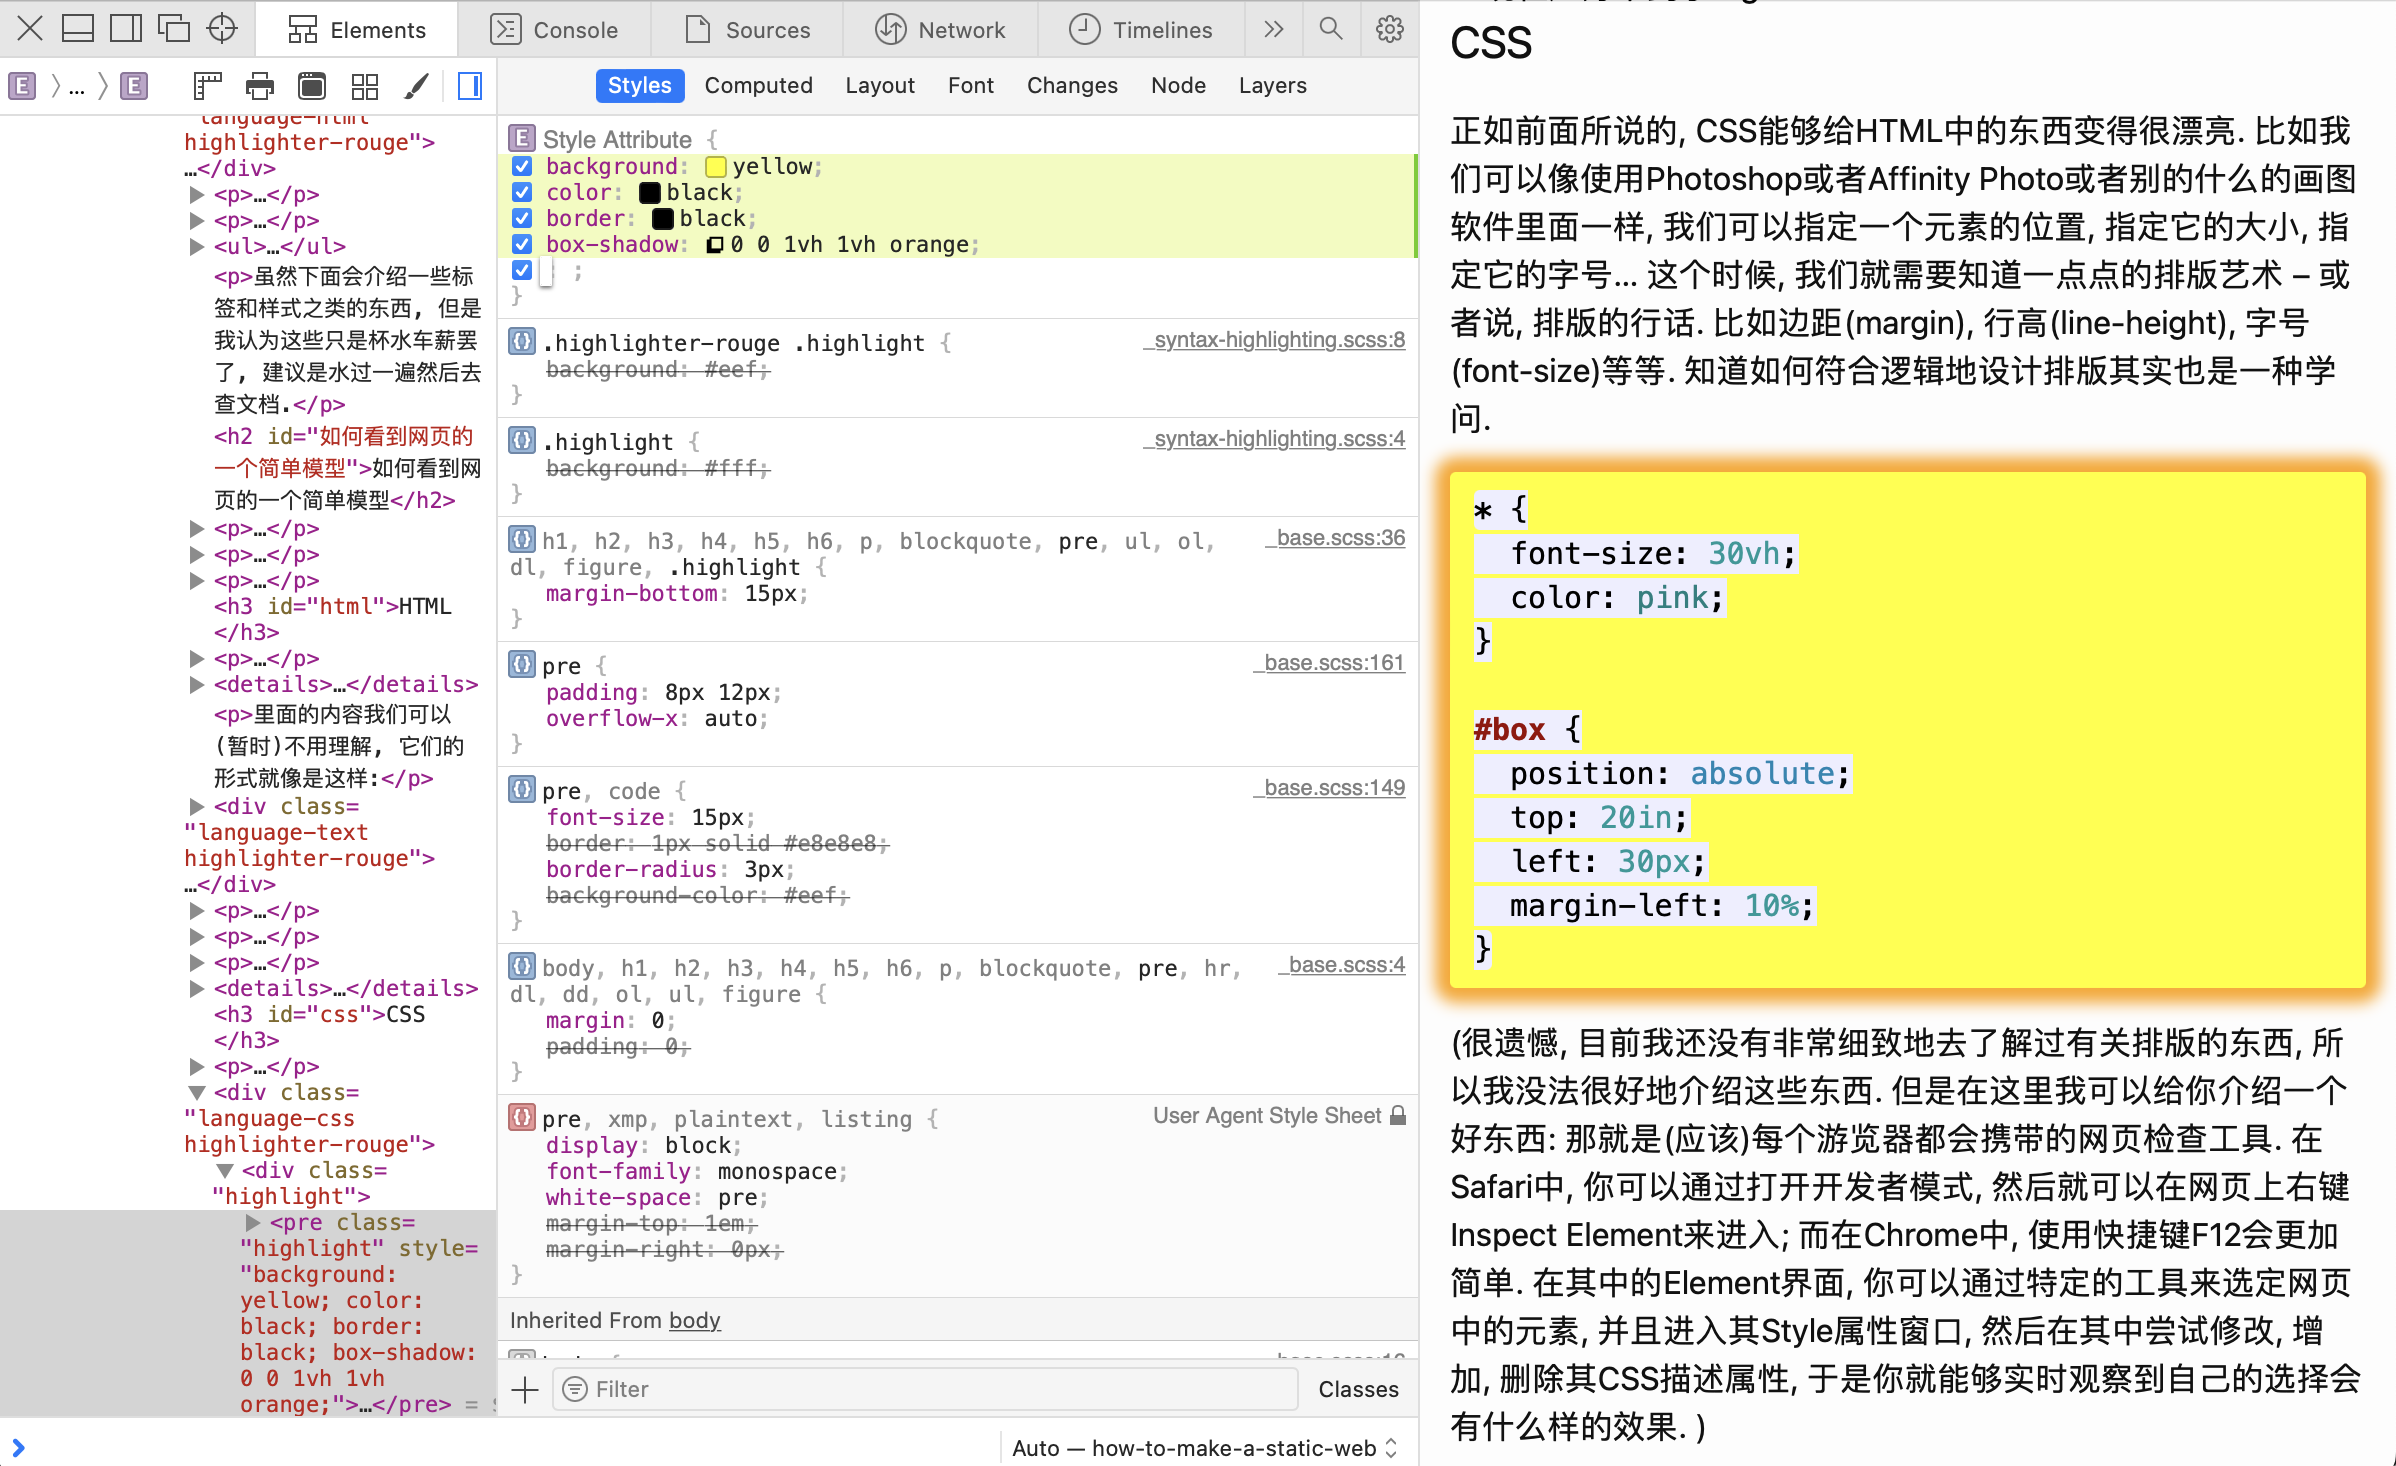 Elements
Console
Sources
Network
Timelines
E 〉 ... 〉 E
Styles
Computed
Layout
Font
Changes
Node
Layers
"language-html
highlighter-rouge">
…</div>
<p>…</p>
<p>…</p>
<ul>…</ul>
<p>虽然下面会介绍一些标
签和样式之类的东西, 但是
我认为这些只是杯水车薪罢
了, 建议是水过一遍然后去
查文档.</p>
<h2 id="如何看到网页的
一个简单模型">如何看到网
页的一个简单模型</h2>
<p>…</p>
<p>…</p>
<p>…</p>
<h3 id="html">HTML
</h3>
<p>…</p>
<details>…</details>
<p>里面的内容我们可以
(暂时)不用理解, 它们的
形式就像是这样:</p>
<div class=
"language-text
highlighter-rouge">
…</div>
<p>…</p>
<p>…</p>
<p>…</p>
<details>…</details>
<h3 id="css">CSS
</h3>
<p>…</p>
<div class=
"language-css
highlighter-rouge">
<div class=
"highlight">
<pre class=
"highlight" style=
"background:
yellow; color:
black; border:
black; box-shadow:
0 0 1vh 1vh
orange;">…</pre> =
E Style Attribute {
background: yellow;
color: black;
border: black;
box-shadow: 0 0 1vh 1vh orange;
: ;
}
.highlighter-rouge .highlight {
_syntax-highlighting.scss:8
background: #eef;
}
.highlight {
_syntax-highlighting.scss:4
background: #fff;
}
h1, h2, h3, h4, h5, h6, p, blockquote, pre, ul, ol,
_base.scss:36
dl, figure, .highlight {
margin-bottom: 15px;
}
pre {
_base.scss:161
padding: 8px 12px;
overflow-x: auto;
}
pre, code {
_base.scss:149
font-size: 15px;
border: 1px solid #e8e8e8;
border-radius: 3px;
background-color: #eef;
}
body, h1, h2, h3, h4, h5, h6, p, blockquote, pre, hr,
_base.scss:4
dl, dd, ol, ul, figure {
margin: 0;
padding: 0;
}
pre, xmp, plaintext, listing {
User Agent Style Sheet
display: block;
font-family: monospace;
white-space: pre;
margin-top: 1em;
margin-right: 0px;
}
Inherited From body
Filter
Classes
Auto — how-to-make-a-static-web
CSS
正如前面所说的, CSS能够给HTML中的东西变得很漂亮. 比如我
们可以像使用Photoshop或者Affinity Photo或者别的什么的画图
软件里面一样, 我们可以指定一个元素的位置, 指定它的大小, 指
定它的字号… 这个时候, 我们就需要知道一点点的排版艺术 – 或
者说, 排版的行话. 比如边距(margin), 行高(line-height), 字号
(font-size)等等. 知道如何符合逻辑地设计排版其实也是一种学
问.
* {
font-size: 30vh;
color: pink;
}
#box {
position: absolute;
top: 20in;
left: 30px;
margin-left: 10%;
}
(很遗憾, 目前我还没有非常细致地去了解过有关排版的东西, 所
以我没法很好地介绍这些东西. 但是在这里我可以给你介绍一个
好东西: 那就是(应该)每个游览器都会携带的网页检查工具. 在
Safari中, 你可以通过打开开发者模式, 然后就可以在网页上右键
Inspect Element来进入; 而在Chrome中, 使用快捷键F12会更加
简单. 在其中的Element界面, 你可以通过特定的工具来选定网页
中的元素, 并且进入其Style属性窗口, 然后在其中尝试修改, 增
加, 删除其CSS描述属性, 于是你就能够实时观察到自己的选择会
有什么样的效果. )